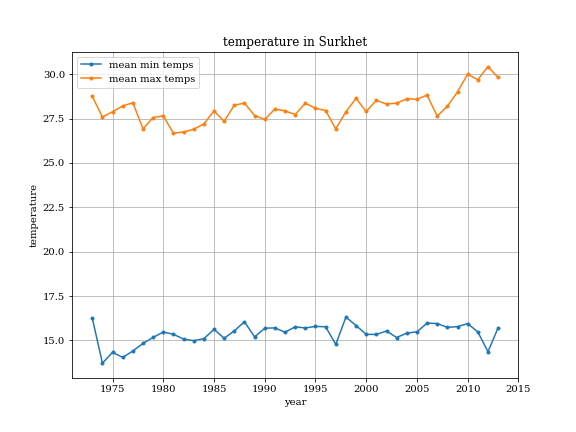 temperature in Surkhet
mean min temps
mean max temps
30.0
27.5
25.0
22.5
20.0
17.5
15.0
temperature
1975 1980 1985 1990 1995 2000 2005 2010 2015
year